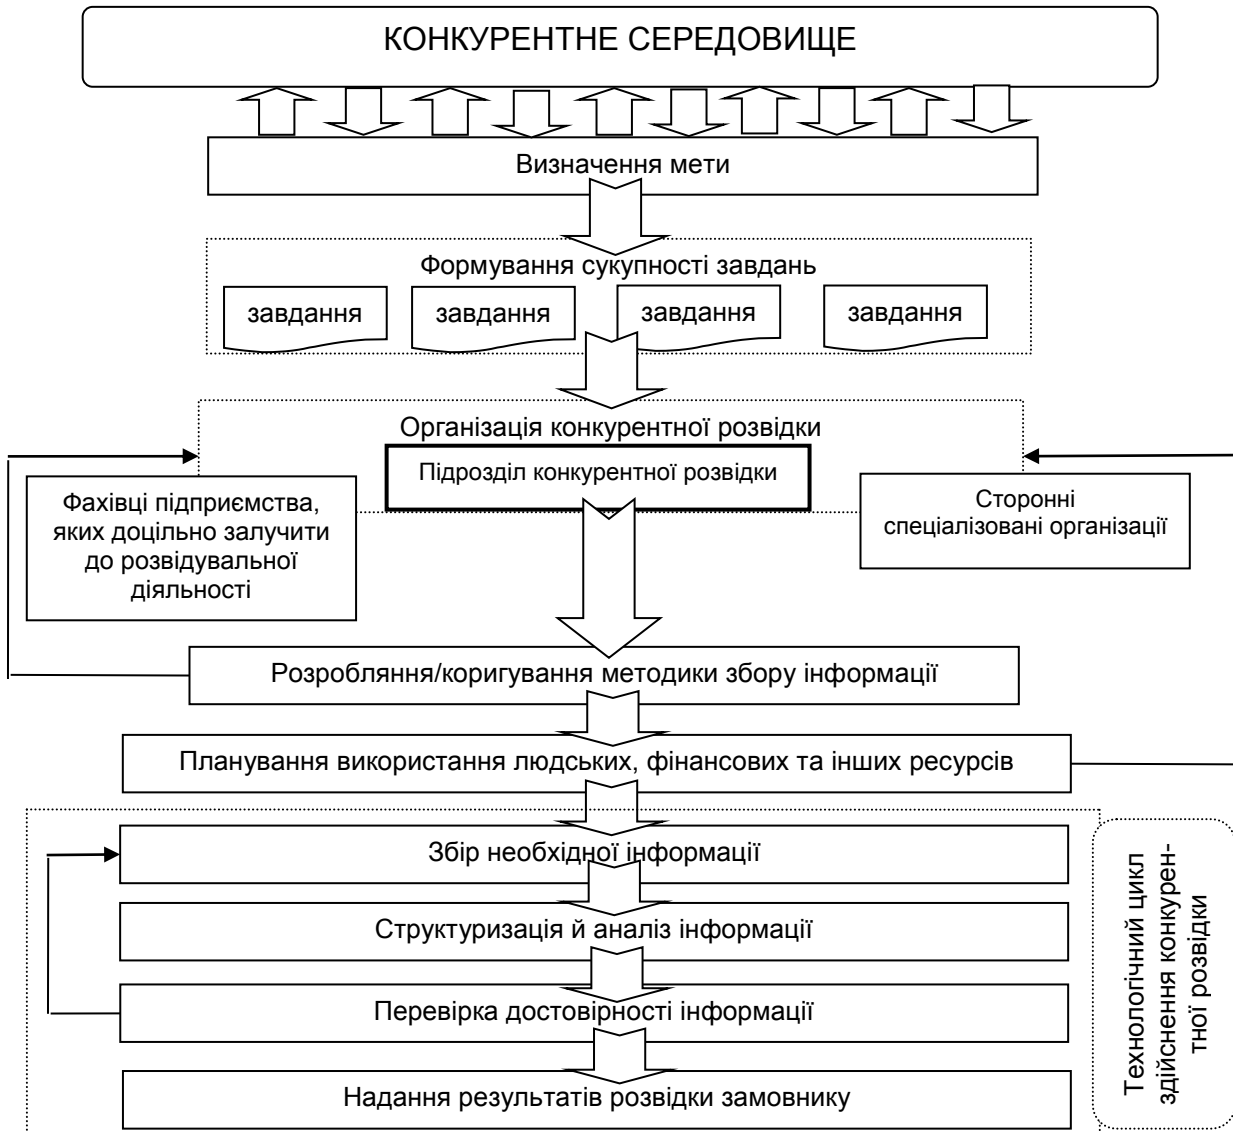 КОНКУРЕНТНЕ СЕРЕДОВИЩЕ
Визначення мети
Формування сукупності завдань
завдання
завдання
завдання
завдання
Організація конкурентної розвідки
Підрозділ конкурентної розвідки
Фахівці підприємства,
яких доцільно залучити
до розвідувальної
діяльності
Сторонні
спеціалізовані організації
Розробляння/коригування методики збору інформації
Планування використання людських, фінансових та інших ресурсів
Збір необхідної інформації
Структуризація й аналіз інформації
Перевірка достовірності інформації
Надання результатів розвідки замовнику
Технологічний цикл
здійснення конкурен-
тної розвідки